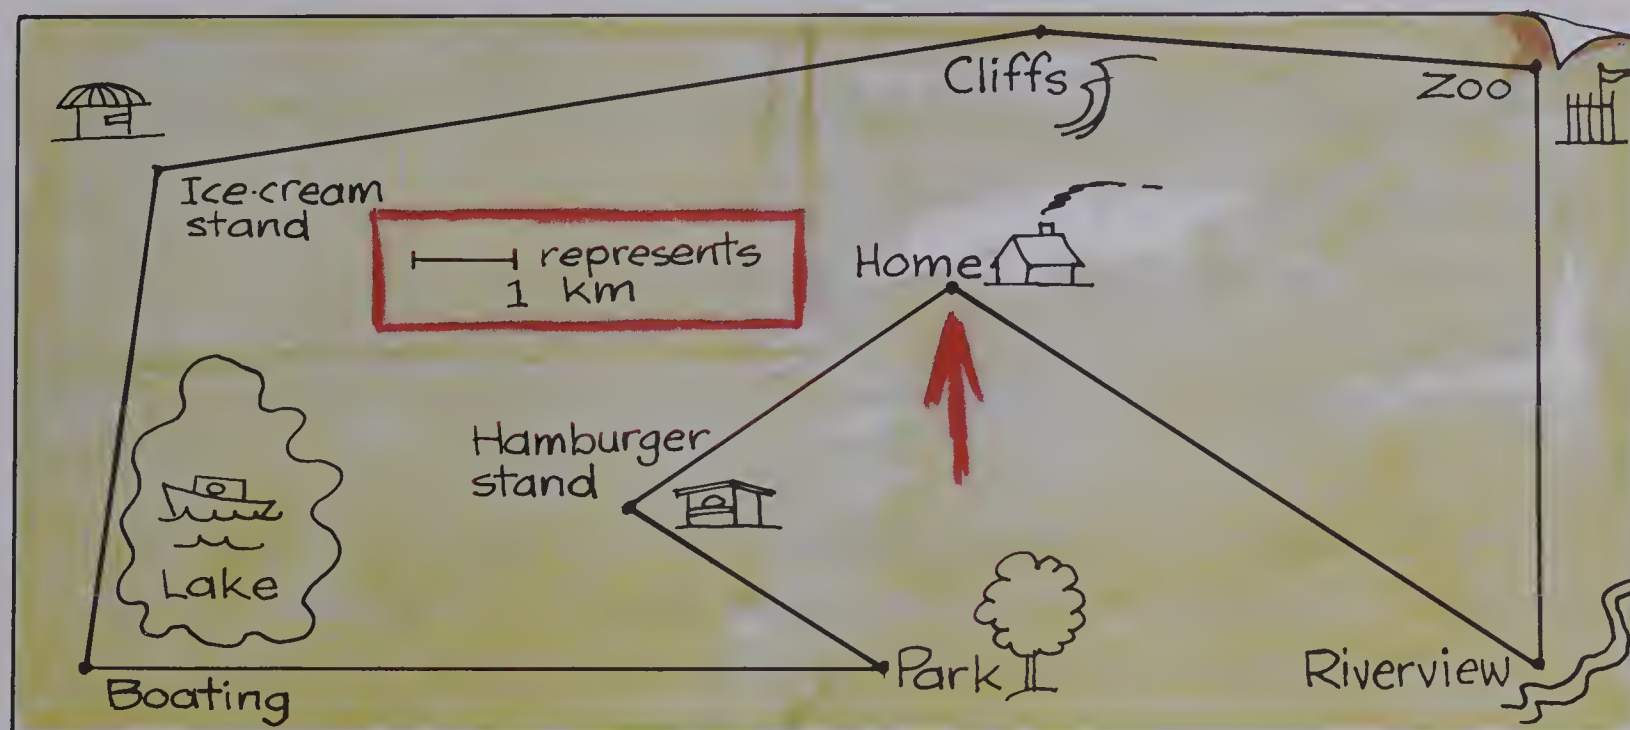 Cliffs
Zoo
Ice-cream
stand
represents
1 km
Home
Hamburger
stand
Lake
Park
Riverview
Boating